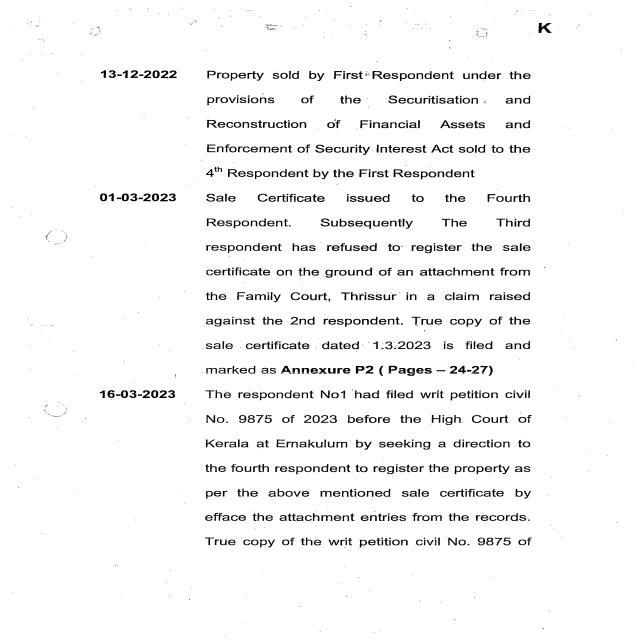 K
13-12-2022 Property sold by First Respondent under the
provisions of the Securitisation and
Reconstruction of Financial Assets and
Enforcement of Security Interest Act sold to the
4th Respondent by the First Respondent
01-03-2023 Sale Certificate issued to the Fourth
Respondent. Subsequently The Third
respondent has refused to register the sale
certificate on the ground of an attachment from
the Family Court, Thrissur in a claim raised
against the 2nd respondent. True copy of the
sale certificate dated 1.3.2023 is filed and
marked as Annexure P2 ( Pages – 24-27)
16-03-2023 The respondent No1 had filed writ petition civil
No. 9875 of 2023 before the High Court of
Kerala at Ernakulum by seeking a direction to
the fourth respondent to register the property as
per the above mentioned sale certificate by
efface the attachment entries from the records.
True copy of the writ petition civil No. 9875 of